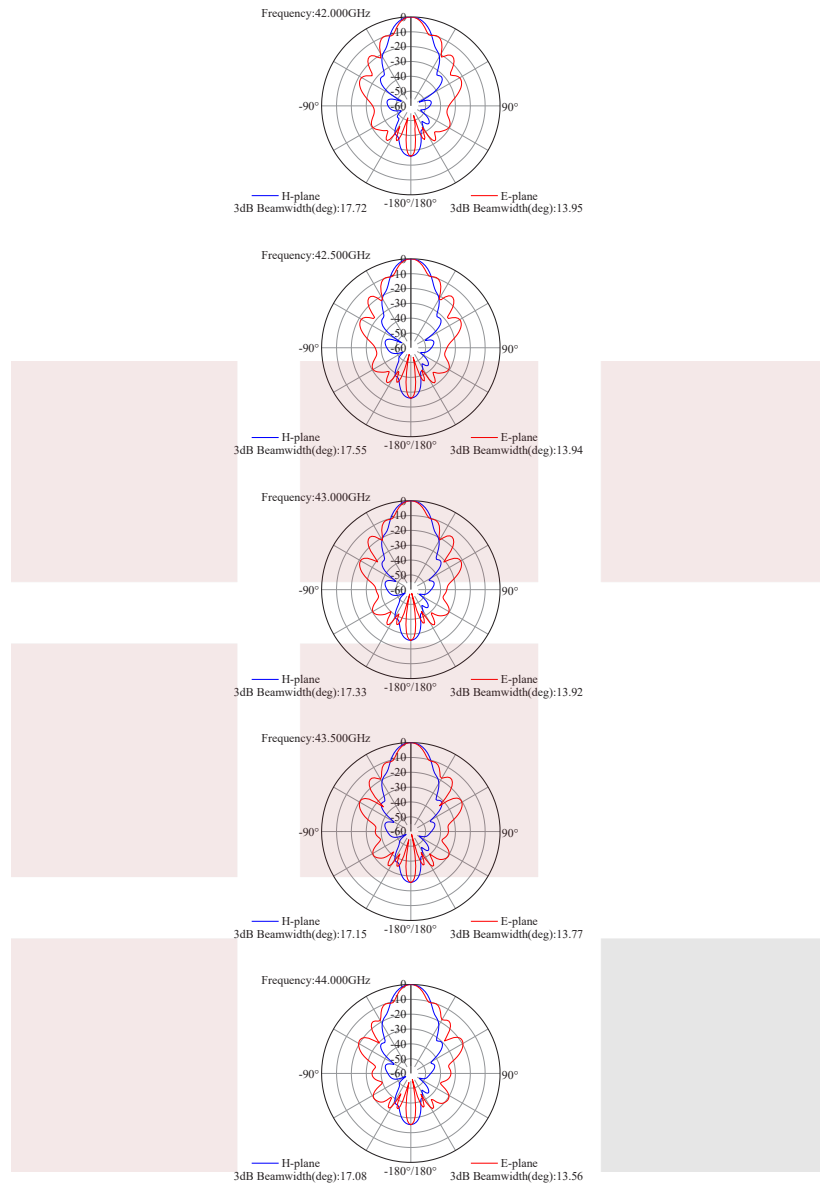 Frequency:42.000GHz
0
-10
-20
-30
-40
-50
-60
-90°
90°
-180°/180°
H-plane
3dB Beamwidth(deg):17.72
E-plane
3dB Beamwidth(deg):13.95
Frequency:42.500GHz
0
-10
-20
-30
-40
-50
-60
-90°
90°
-180°/180°
H-plane
3dB Beamwidth(deg):17.55
E-plane
3dB Beamwidth(deg):13.94
Frequency:43.000GHz
0
-10
-20
-30
-40
-50
-60
-90°
90°
-180°/180°
H-plane
3dB Beamwidth(deg):17.33
E-plane
3dB Beamwidth(deg):13.92
Frequency:43.500GHz
0
-10
-20
-30
-40
-50
-60
-90°
90°
-180°/180°
H-plane
3dB Beamwidth(deg):17.15
E-plane
3dB Beamwidth(deg):13.77
Frequency:44.000GHz
0
-10
-20
-30
-40
-50
-60
-90°
90°
-180°/180°
H-plane
3dB Beamwidth(deg):17.08
E-plane
3dB Beamwidth(deg):13.56